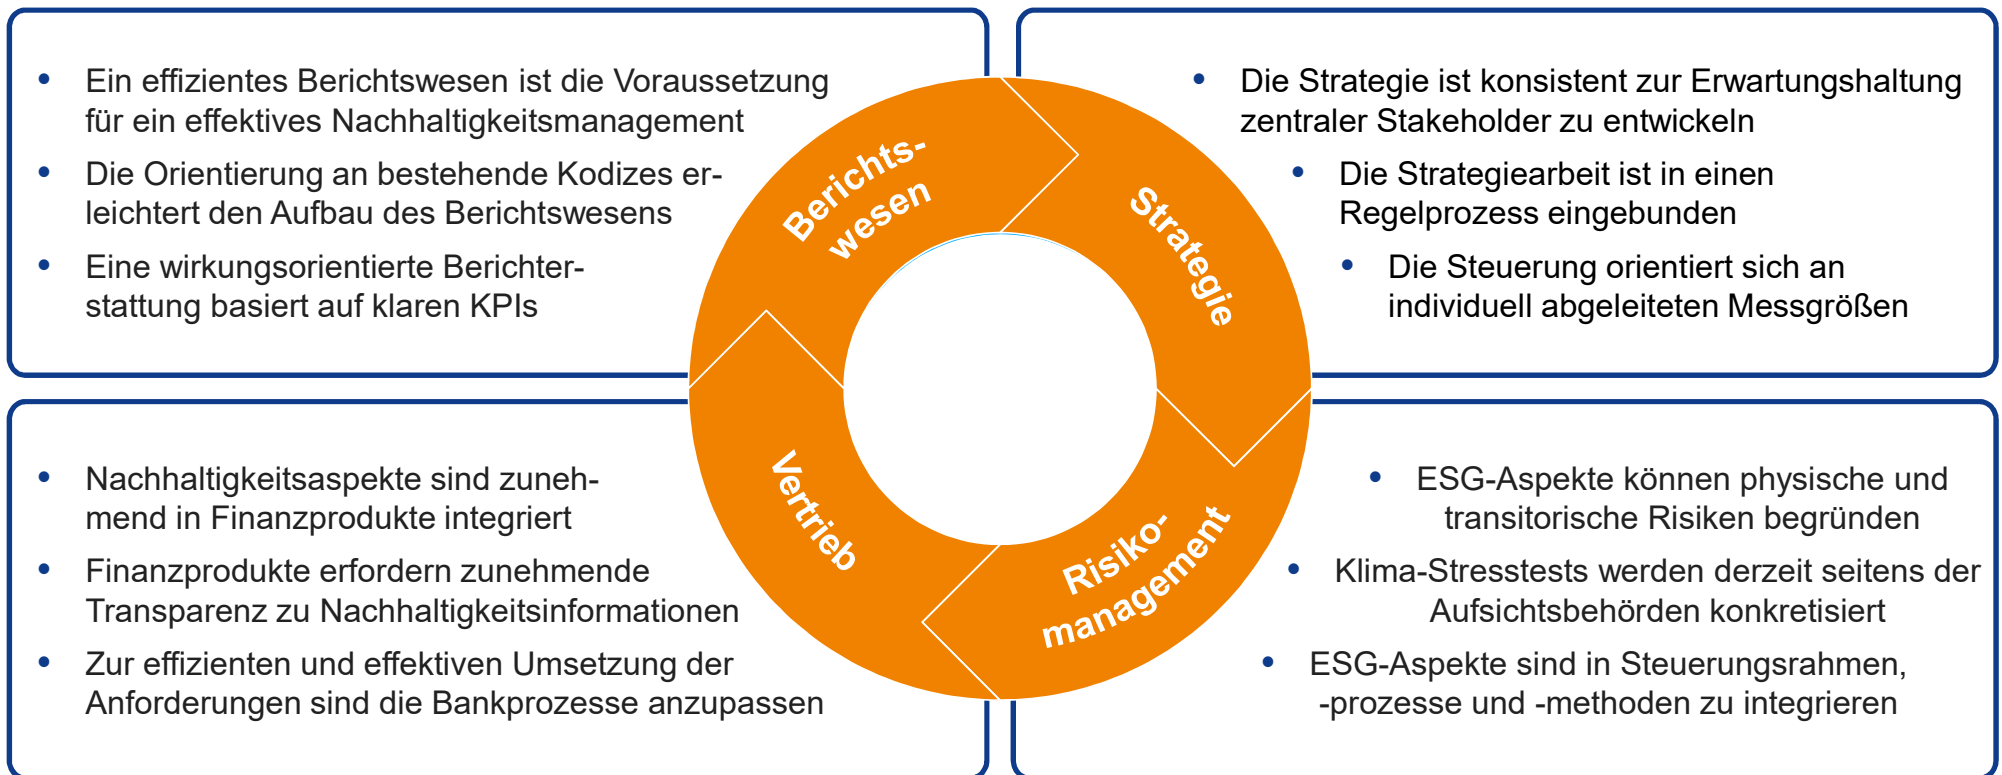 • Ein effizientes Berichtswesen ist die Voraussetzung
für ein effektives Nachhaltigkeitsmanagement
• Die Orientierung an bestehende Kodizes er-
leichtert den Aufbau des Berichtswesens
• Eine wirkungsorientierte Berichter-
stattung basiert auf klaren KPIs
Berichts-
wesen
Strategie
• Die Strategie ist konsistent zur Erwartungshaltung
zentraler Stakeholder zu entwickeln
• Die Strategiearbeit ist in einen
Regelprozess eingebunden
• Die Steuerung orientiert sich an
individuell abgeleiteten Messgrößen
• Nachhaltigkeitsaspekte sind zuneh-
mend in Finanzprodukte integriert
• Finanzprodukte erfordern zunehmende
Transparenz zu Nachhaltigkeitsinformationen
• Zur effizienten und effektiven Umsetzung der
Anforderungen sind die Bankprozesse anzupassen
Vertrieb
Risiko-
management
• ESG-Aspekte können physische und
transitorische Risiken begründen
• Klima-Stresstests werden derzeit seitens der
Aufsichtsbehörden konkretisiert
• ESG-Aspekte sind in Steuerungsrahmen,
-prozesse und -methoden zu integrieren